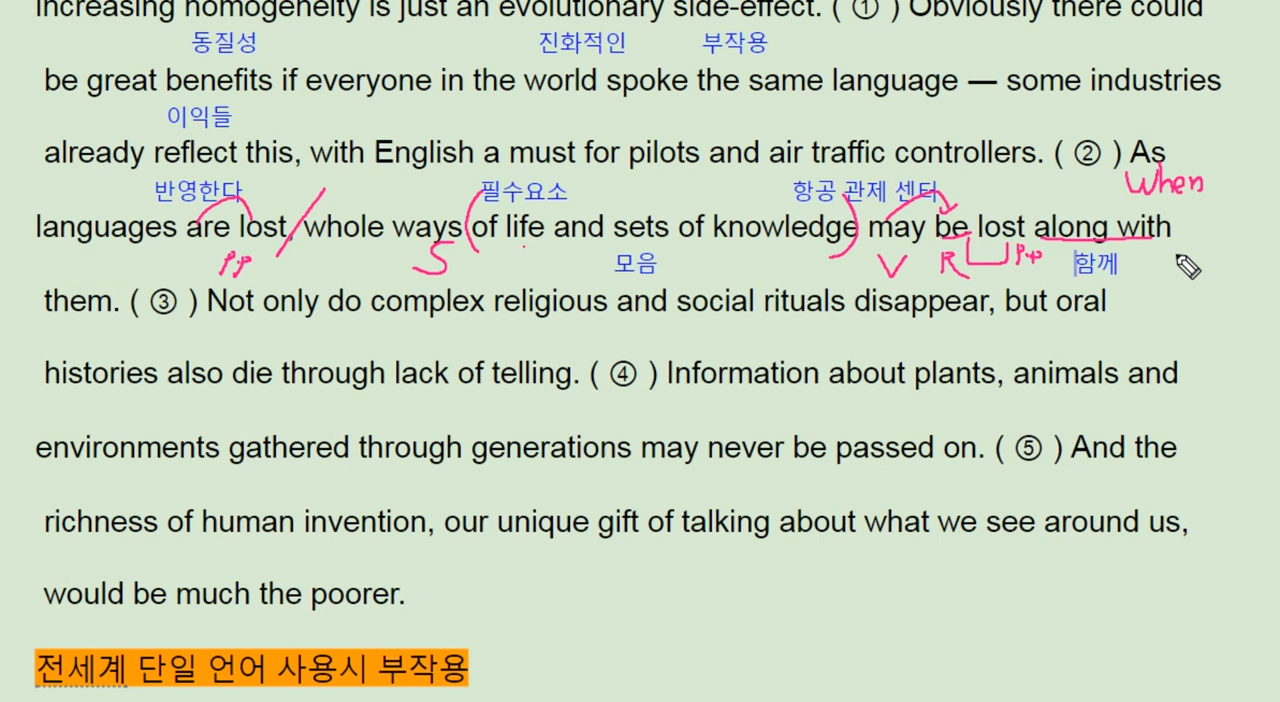 increasing homogeneity is just an evolutionary side-effect. ( ① ) Obviously there could
동질성 진화적인 부작용
be great benefits if everyone in the world spoke the same language — some industries
이익들
already reflect this, with English a must for pilots and air traffic controllers. ( ② ) As
반영한다 필수요소 항공 관제 센터 When
languages are lost, whole ways of life and sets of knowledge may be lost along with
p.p S 모음 V R p.p 함께
them. ( ③ ) Not only do complex religious and social rituals disappear, but oral
histories also die through lack of telling. ( ④ ) Information about plants, animals and
environments gathered through generations may never be passed on. ( ⑤ ) And the
richness of human invention, our unique gift of talking about what we see around us,
would be much the poorer.
전세계 단일 언어 사용시 부작용